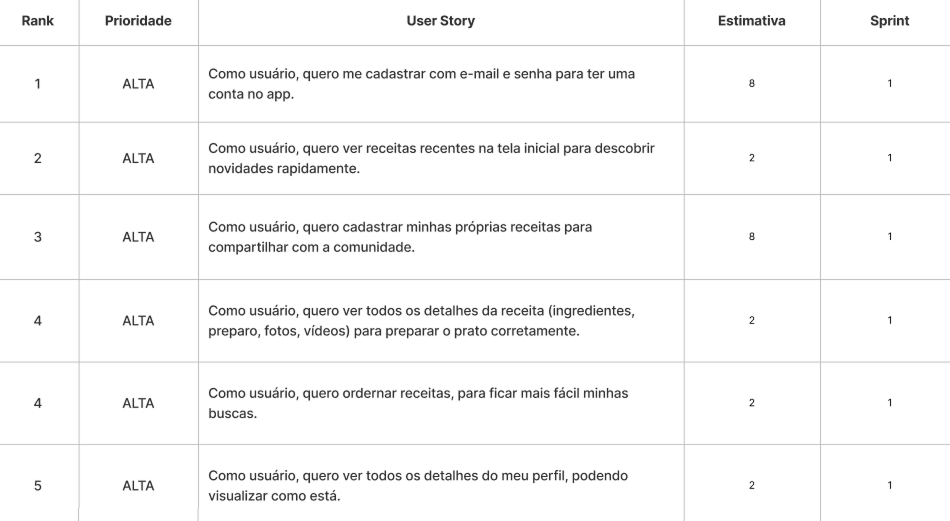 Rank Prioridade User Story Estimativa Sprint
1 ALTA Como usuário, quero me cadastrar com e-mail e senha para ter uma 8 1
conta no app.
2 ALTA Como usuário, quero ver receitas recentes na tela inicial para descobrir 2 1
novidades rapidamente.
3 ALTA Como usuário, quero cadastrar minhas próprias receitas para 8 1
compartilhar com a comunidade.
4 ALTA Como usuário, quero ver todos os detalhes da receita (ingredientes, 2 1
preparo, fotos, vídeos) para preparar o prato corretamente.
4 ALTA Como usuário, quero ordernar receitas, para ficar mais fácil minhas 2 1
buscas.
5 ALTA Como usuário, quero ver todos os detalhes do meu perfil, podendo 2 1
visualizar como está.